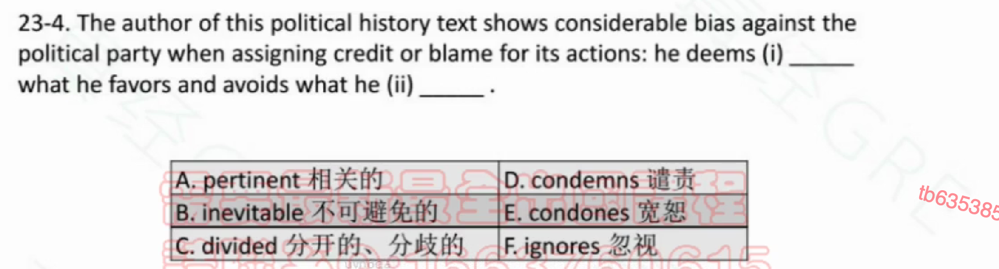 23-4. The author of this political history text shows considerable bias against the
political party when assigning credit or blame for its actions: he deems (i) _____
what he favors and avoids what he (ii) _____ .
A. pertinent 相关的
D. condemns 谴责
B. inevitable 不可避免的
E. condones 宽恕
C. divided 分开的、分歧的
F. ignores 忽视
tb635385